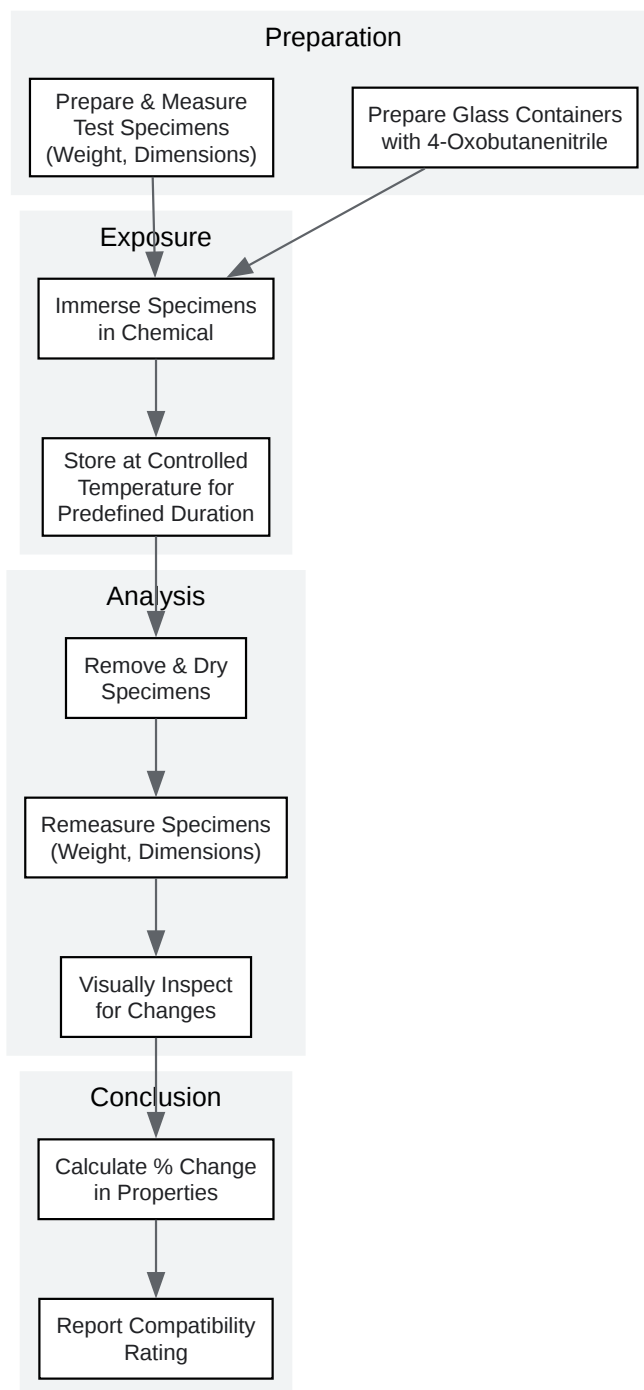 Preparation
Prepare & Measure
Test Specimens
(Weight, Dimensions)
Prepare Glass Containers
with 4-Oxobutanenitrile
Exposure
Immerse Specimens
in Chemical
Store at Controlled
Temperature for
Predefined Duration
Analysis
Remove & Dry
Specimens
Remeasure Specimens
(Weight, Dimensions)
Visually Inspect
for Changes
Conclusion
Calculate % Change
in Properties
Report Compatibility
Rating